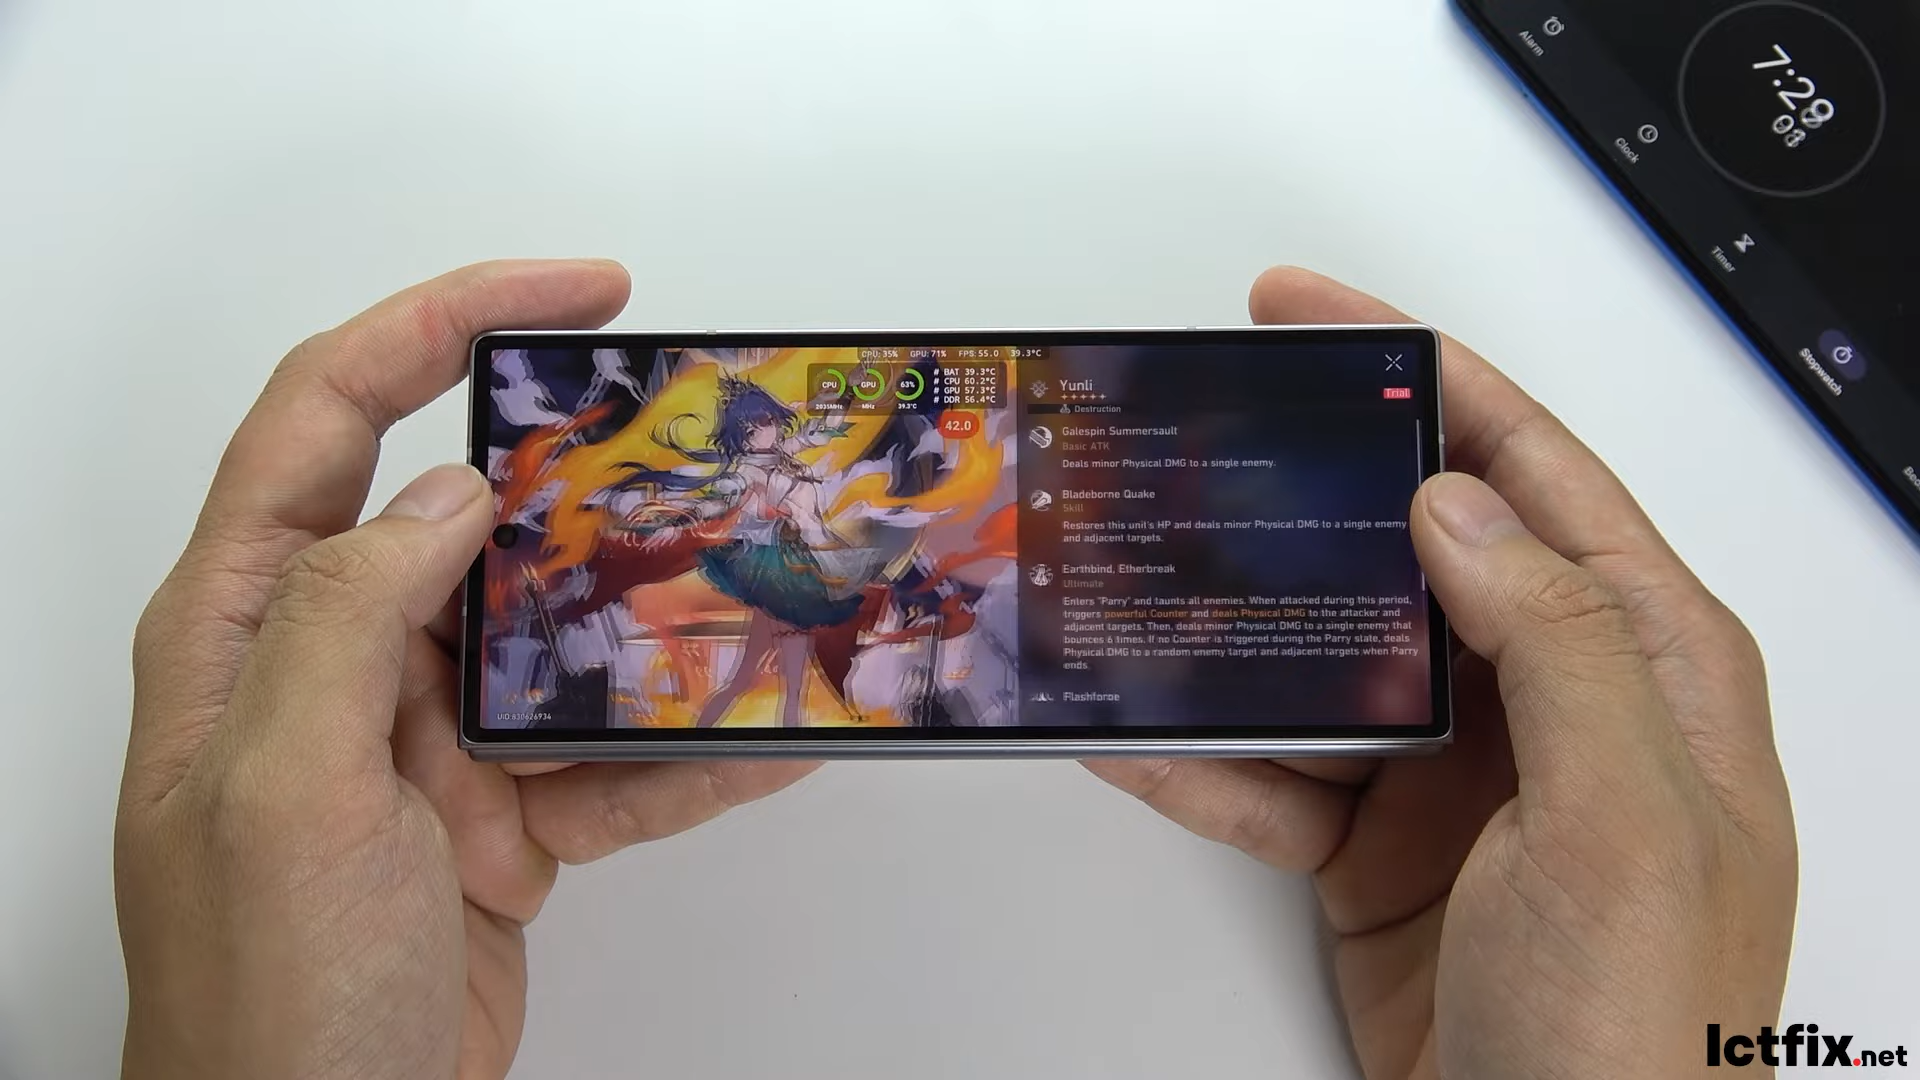 Alarm
7:29
Clock
Timer
Stopwatch
CPU: 35% GPU: 71% FPS: 55.0 39.3°C
CPU GPU 63%
2035MHz MHz 39.3°C
# BAT 39.3°C
# CPU 60.2°C
# GPU 57.3°C
# DDR 56.4°C
42.0
Yunli
Trial
Destruction
Galespin Summersault
Basic ATK
Deals minor Physical DMG to a single enemy.
Bladeborne Quake
Skill
Restores this unit's HP and deals minor Physical DMG to a single enemy
and adjacent targets.
Earthbind, Etherbreak
Ultimate
Enters "Parry" and taunts all enemies. When attacked during this period,
triggers powerful Counter and deals Physical DMG to the attacker and
adjacent targets. Then, deals minor Physical DMG to a single enemy that
bounces 6 times. If no Counter is triggered during the Parry state, deals
Physical DMG to a random enemy target and adjacent targets when Parry
ends.
Flashforge
UID:830626934
Ictfix.net